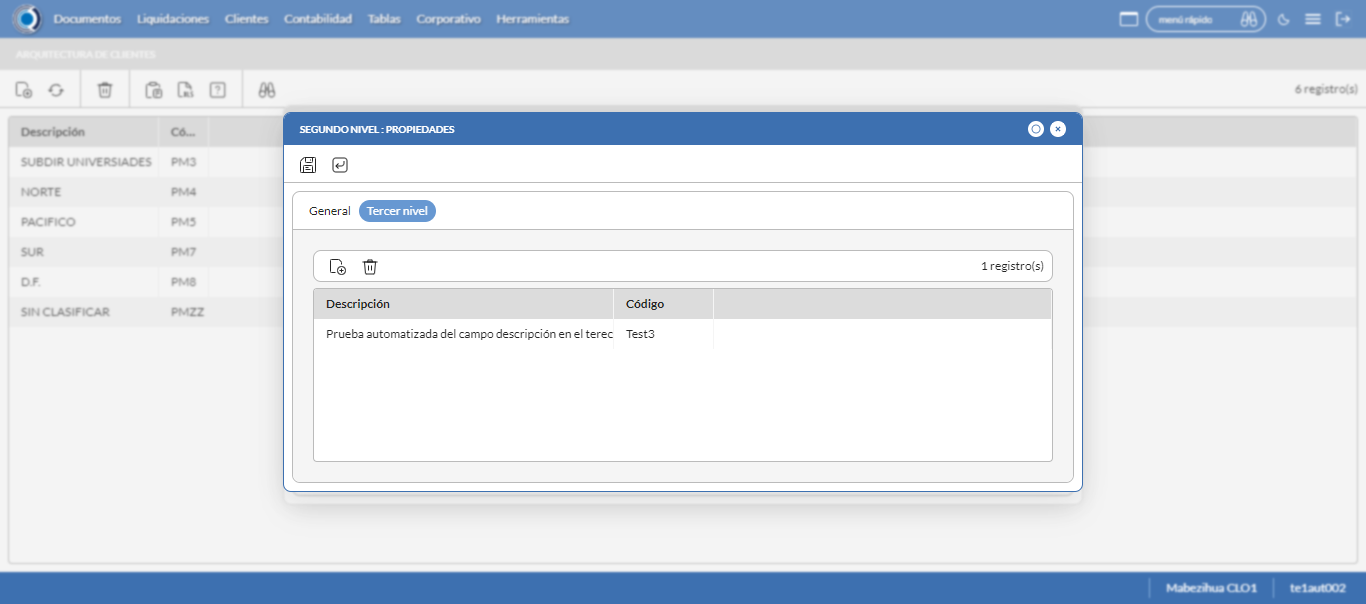 Documentos Liquidaciones Clientes Contabilidad Tablas Corporativo Herramientas menú rápido
ARQUITECTURA DE CLIENTES
6 registro(s)
Descripción Có...
SUBDIR UNIVERSIADES PM3
NORTE PM4
PACIFICO PM5
SUR PM7
D.F. PM8
SIN CLASIFICAR PMZZ
SEGUNDO NIVEL : PROPIEDADES
General Tercer nivel
1 registro(s)
Descripción Código
Prueba automatizada del campo descripción en el terec Test3
Mabezihua CLO1 te1aut002